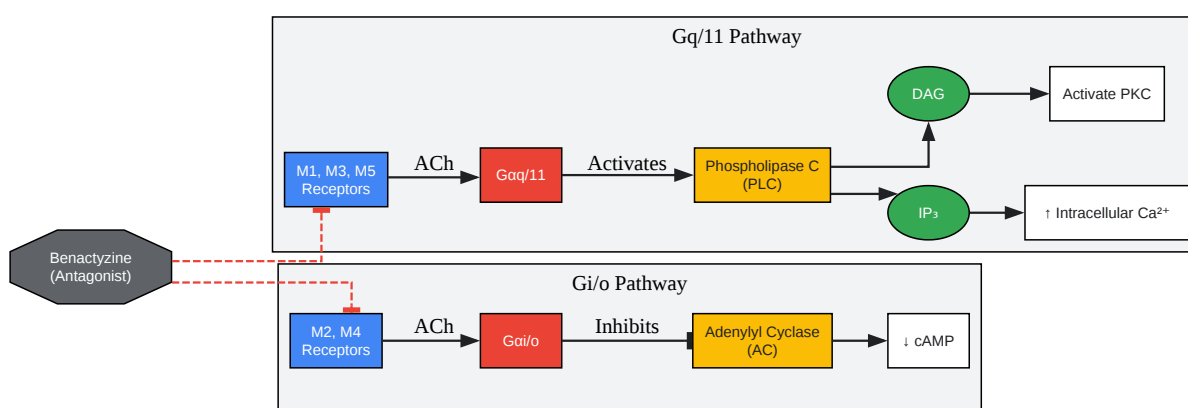 Gq/11 Pathway
DAG
Activate PKC
M1, M3, M5
Receptors
ACh
Gαq/11
Activates
Phospholipase C
(PLC)
IP₃
↑ Intracellular Ca²⁺
Benactyzine
(Antagonist)
Gi/o Pathway
M2, M4
Receptors
ACh
Gαi/o
Inhibits
Adenylyl Cyclase
(AC)
↓ cAMP